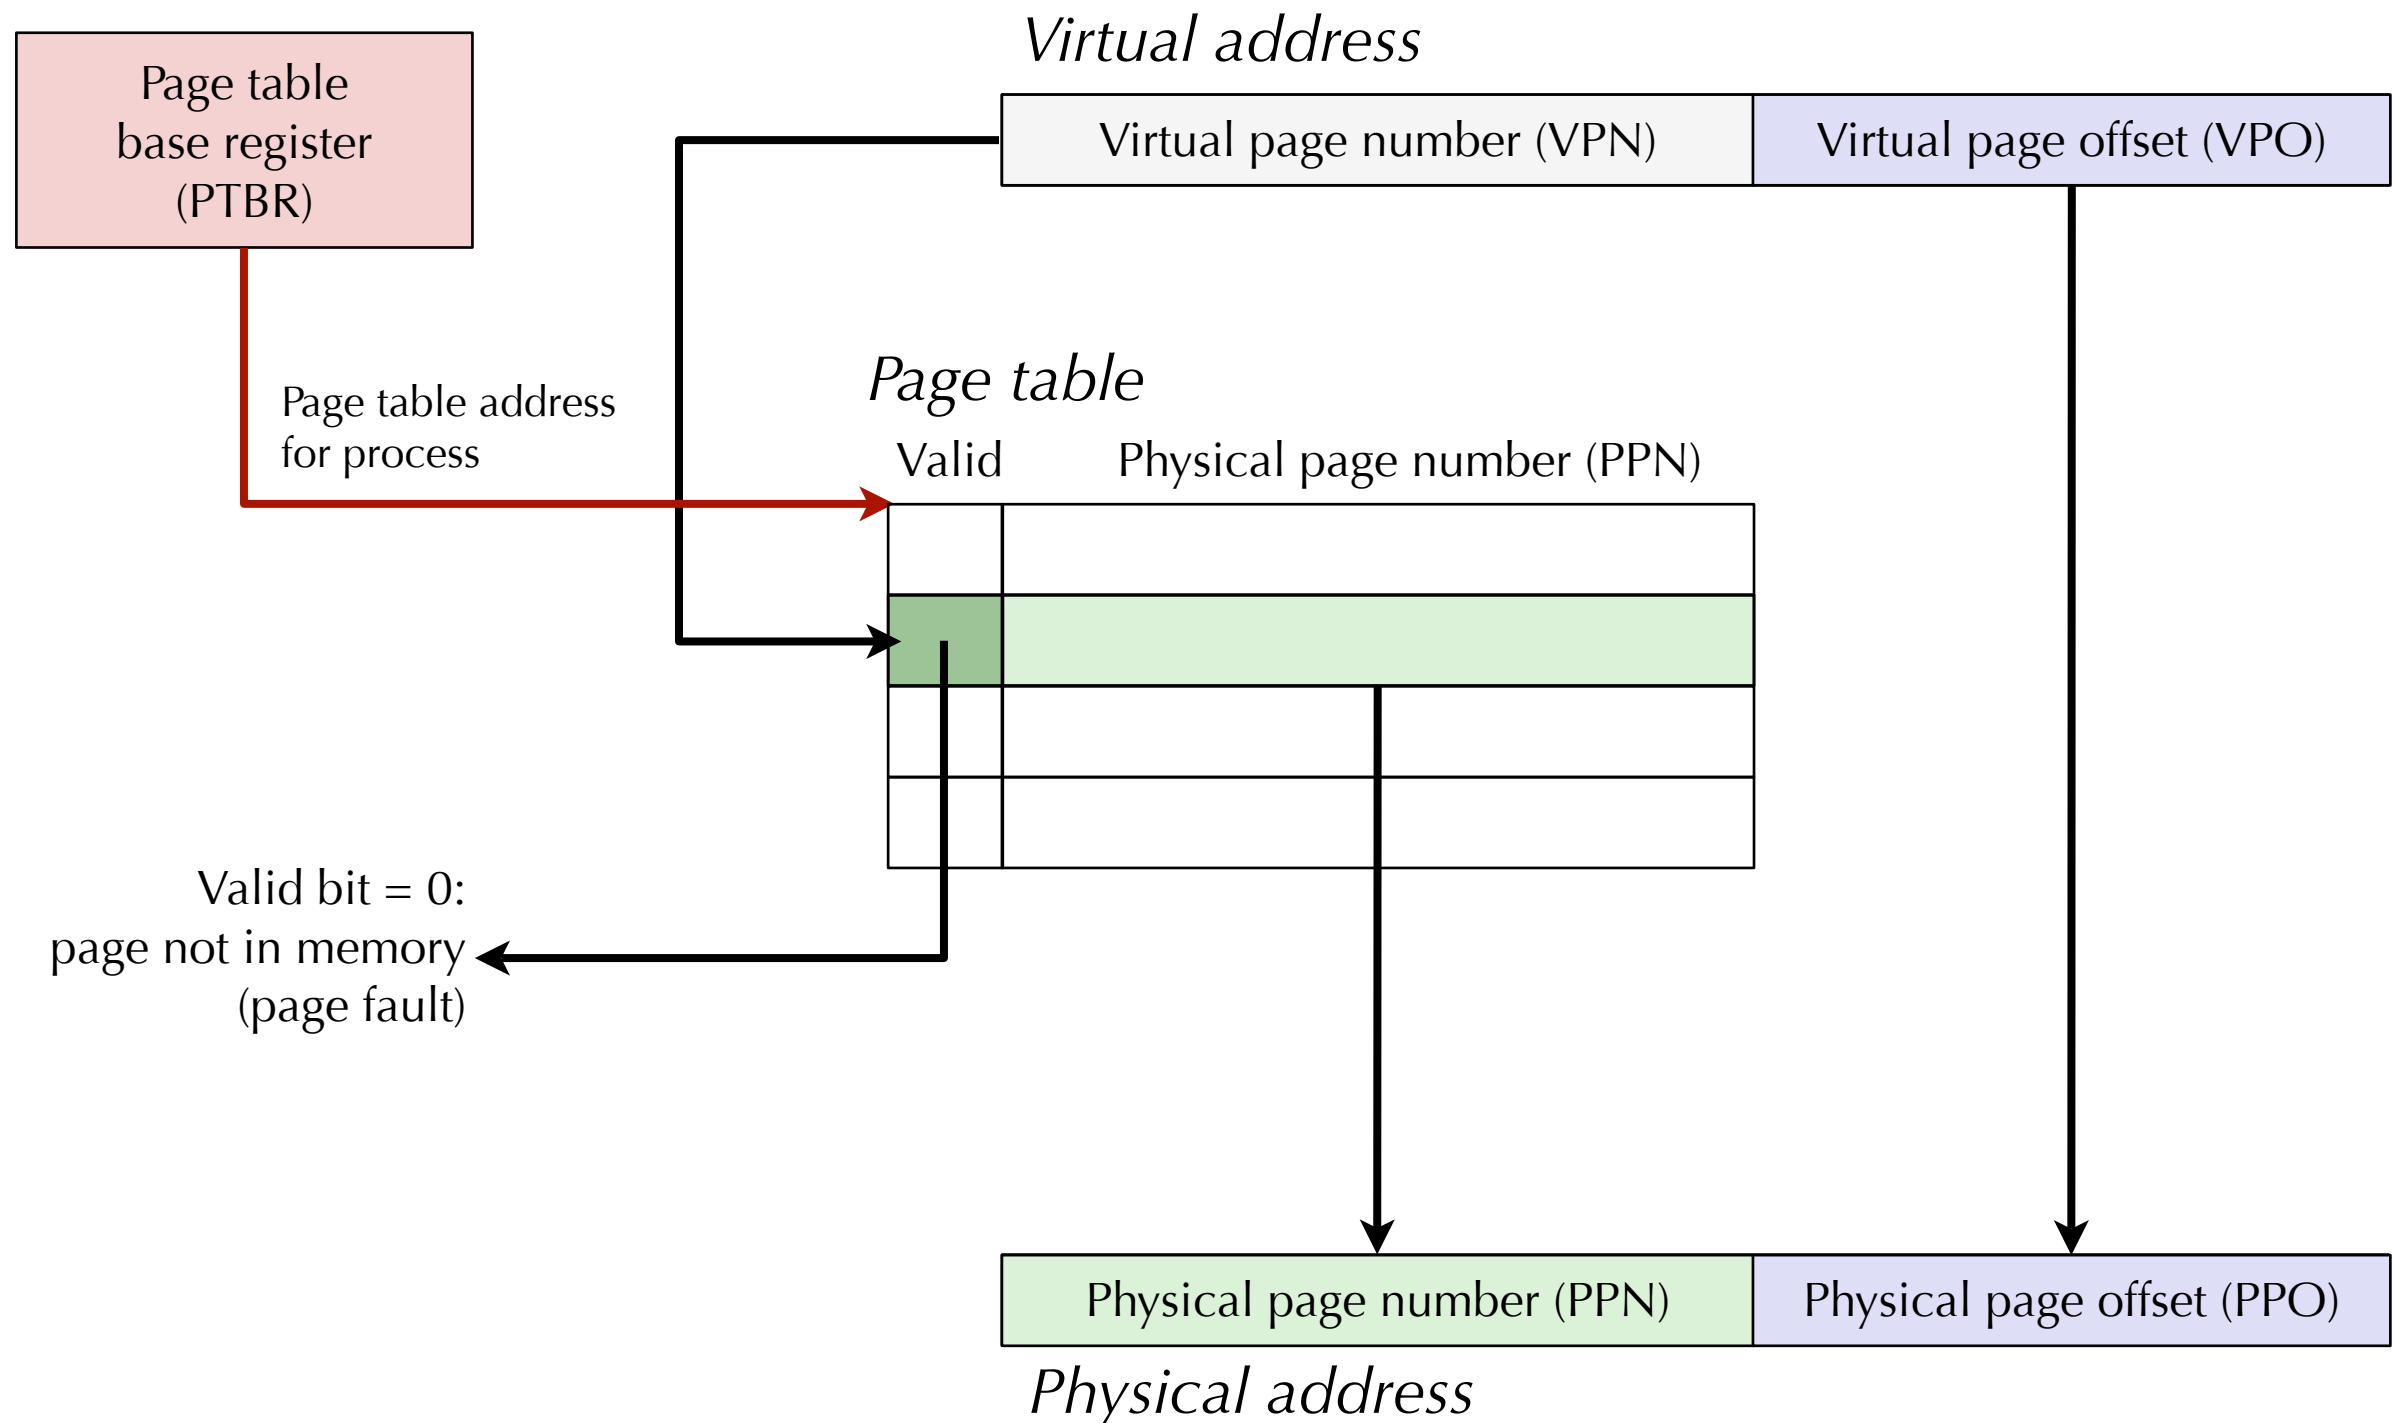 Virtual address
Page table
base register
(PTBR)
Virtual page number (VPN)
Virtual page offset (VPO)
Page table address
for process
Page table
Valid
Physical page number (PPN)
Valid bit = 0:
page not in memory
(page fault)
Physical page number (PPN)
Physical page offset (PPO)
Physical address